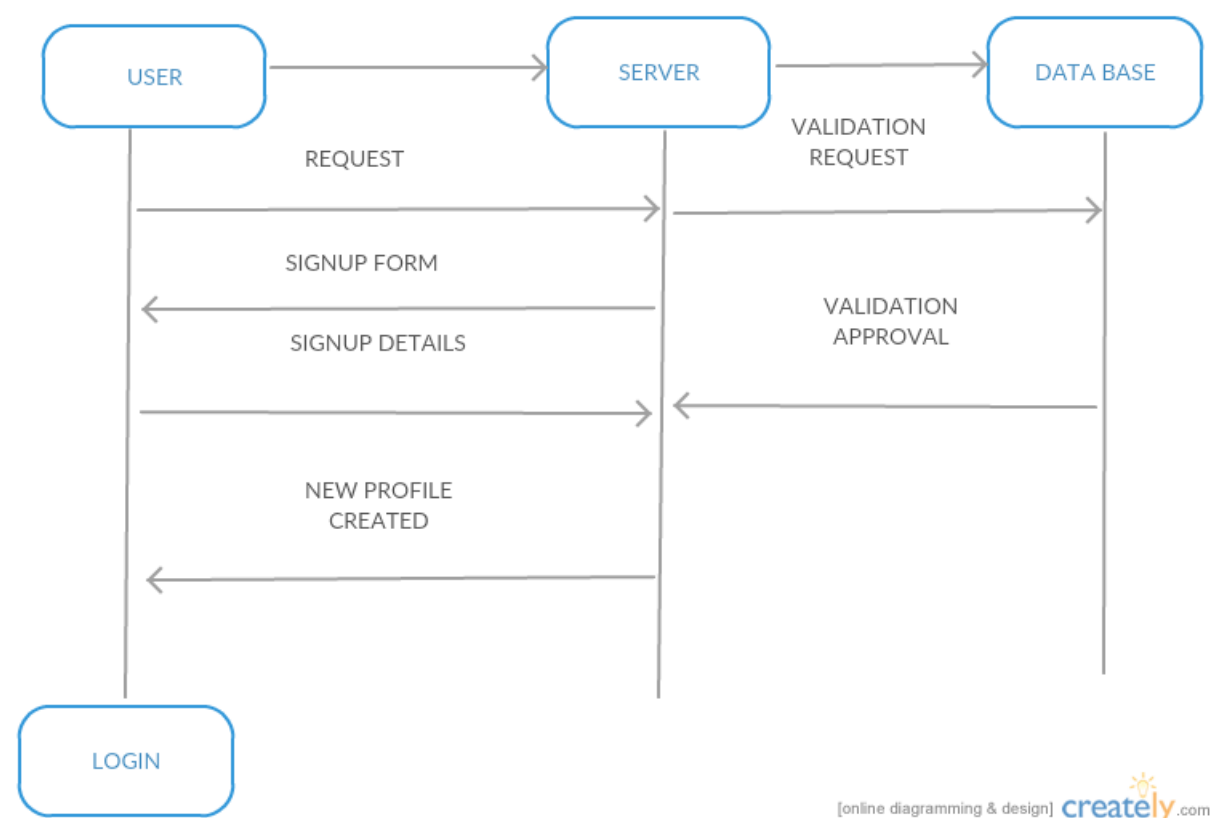 USER
SERVER
DATA BASE
VALIDATION
REQUEST
REQUEST
SIGNUP FORM
VALIDATION
APPROVAL
SIGNUP DETAILS
NEW PROFILE
CREATED
LOGIN
[online diagramming & design] creately.com